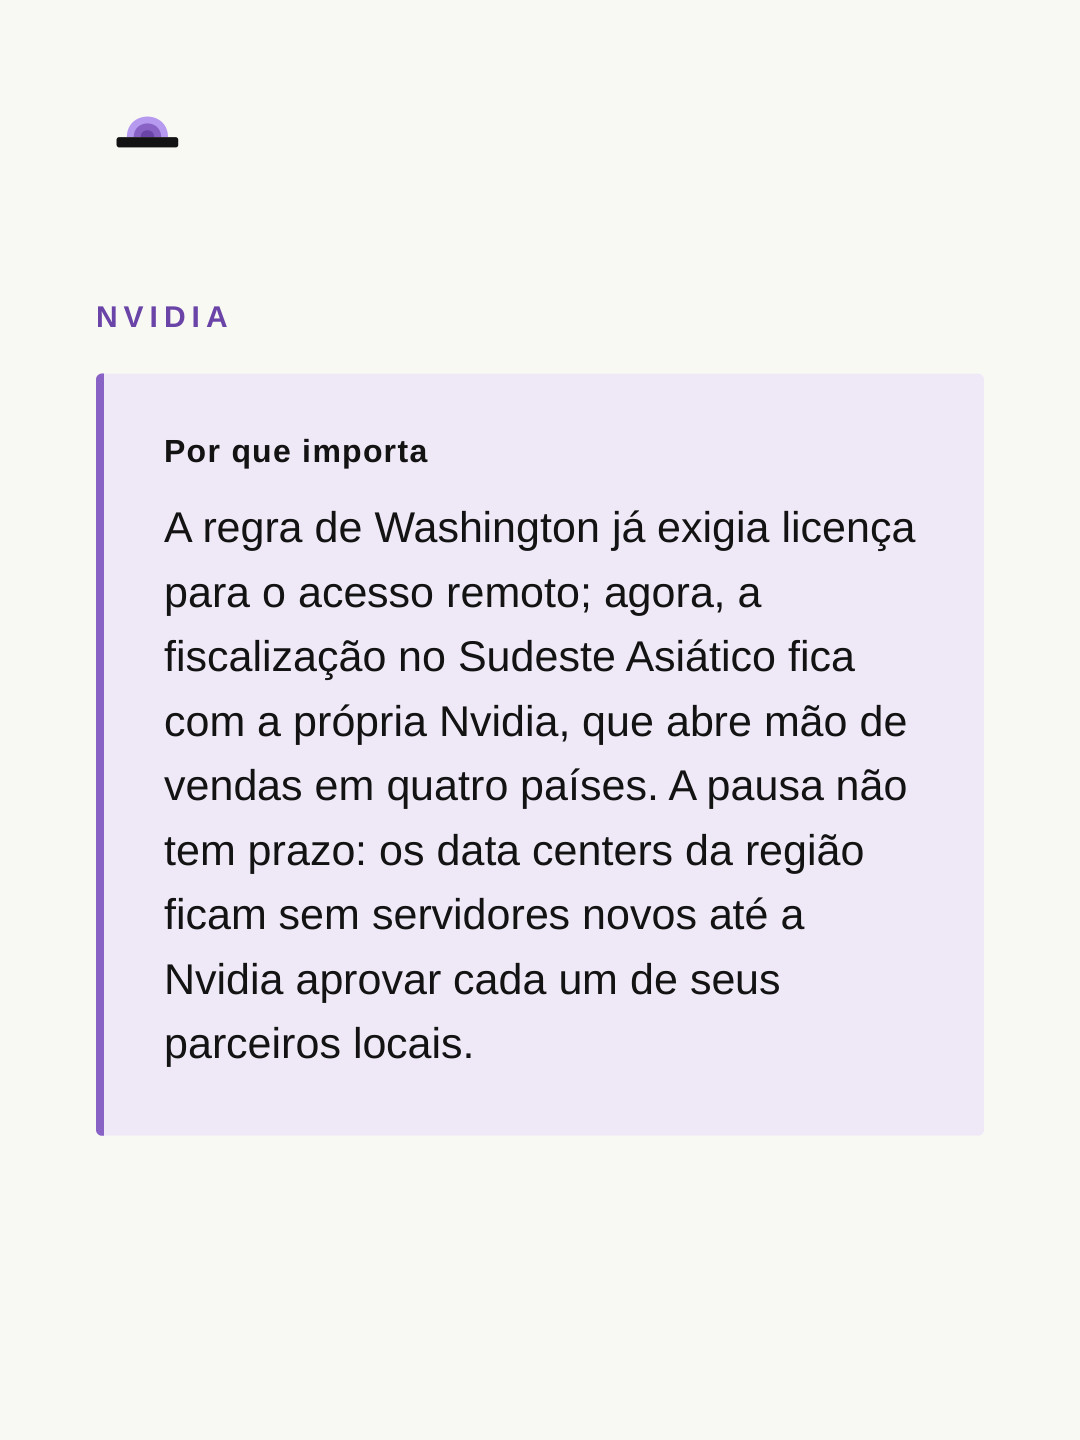 NVIDIA
Por que importa
A regra de Washington já exigia licença
para o acesso remoto; agora, a
fiscalização no Sudeste Asiático fica
com a própria Nvidia, que abre mão de
vendas em quatro países. A pausa não
tem prazo: os data centers da região
ficam sem servidores novos até a
Nvidia aprovar cada um de seus
parceiros locais.